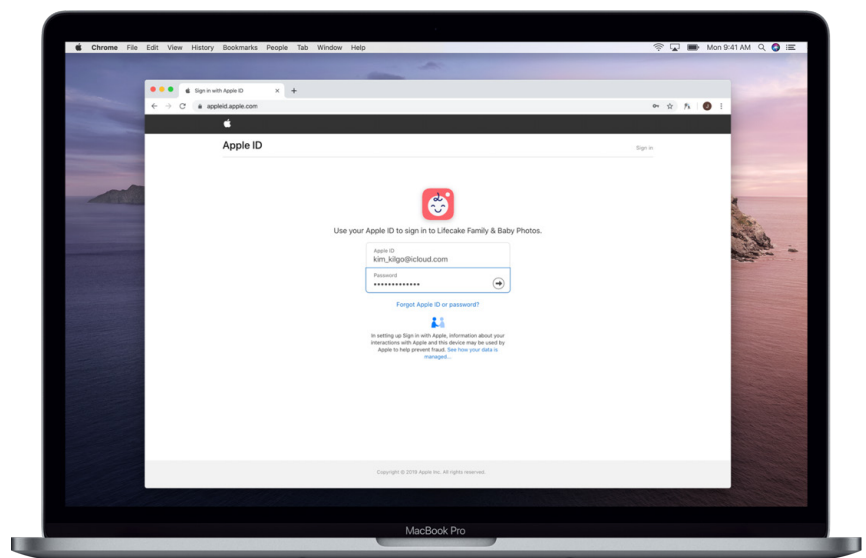 Chrome File Edit View History Bookmarks People Tab Window Help Mon 9:41 AM
Sign in with Apple ID
appleid.apple.com
Apple ID
Sign in
Use your Apple ID to sign in to Lifecake Family & Baby Photos.
Apple ID
kim_kilgo@icloud.com
Password
Forgot Apple ID or password?
In setting up Sign in with Apple, information about your
interactions with Apple and this device may be used by
Apple to help prevent fraud. See how your data is
managed...
Copyright © 2019 Apple Inc. All rights reserved.
MacBook Pro